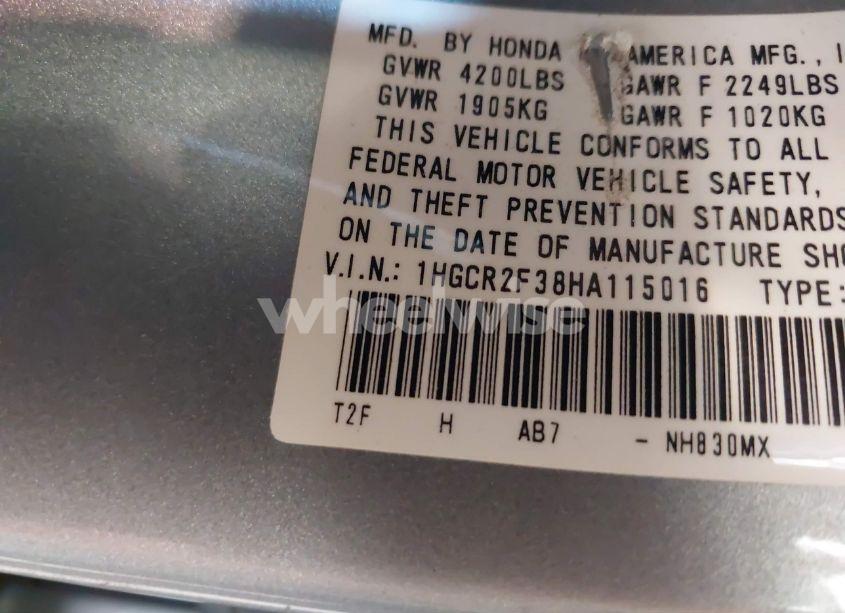 MFD. BY HONDA AMERICA MFG., I
GVWR 4200LBS GAWR F 2249LBS
GVWR 1905KG GAWR F 1020KG
THIS VEHICLE CONFORMS TO ALL
FEDERAL MOTOR VEHICLE SAFETY,
AND THEFT PREVENTION STANDARDS
ON THE DATE OF MANUFACTURE SHO
V.I.N.: 1HGCR2F38HA115016 TYPE:
wheelwise
T2F H AB7 - NH830MX